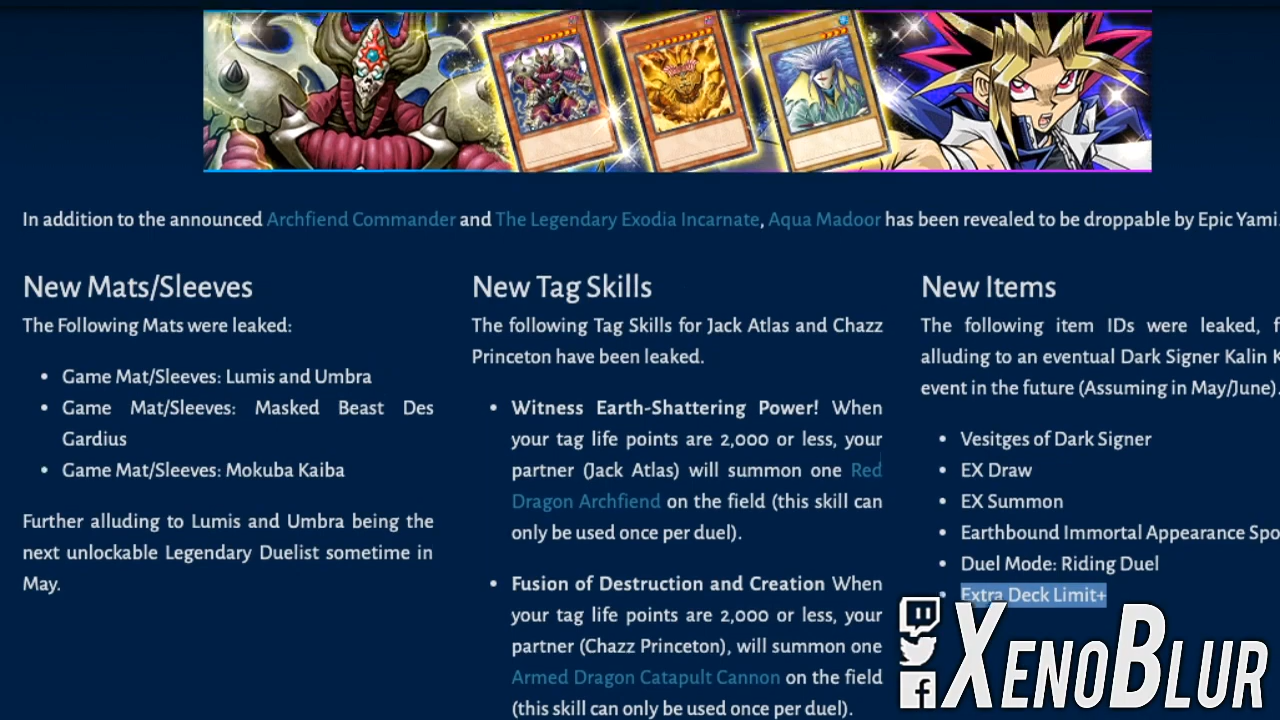 In addition to the announced Archfiend Commander and The Legendary Exodia Incarnate, Aqua Madoor has been revealed to be droppable by Epic Yami
New Mats/Sleeves
The Following Mats were leaked:
• Game Mat/Sleeves: Lumis and Umbra
• Game Mat/Sleeves: Masked Beast Des
Gardius
• Game Mat/Sleeves: Mokuba Kaiba
Further alluding to Lumis and Umbra being the
next unlockable Legendary Duelist sometime in
May.
New Tag Skills
The following Tag Skills for Jack Atlas and Chazz
Princeton have been leaked.
• Witness Earth-Shattering Power! When
your tag life points are 2,000 or less, your
partner (Jack Atlas) will summon one Red
Dragon Archfiend on the field (this skill can
only be used once per duel).
• Fusion of Destruction and Creation When
your tag life points are 2,000 or less, your
partner (Chazz Princeton), will summon one
Armed Dragon Catapult Cannon on the field
(this skill can only be used once per duel).
New Items
The following item IDs were leaked, f
alluding to an eventual Dark Signer Kalin K
event in the future (Assuming in May/June)
• Vesitges of Dark Signer
• EX Draw
• EX Summon
• Earthbound Immortal Appearance Spo
• Duel Mode: Riding Duel
• Extra Deck Limit+
XENOBLUR